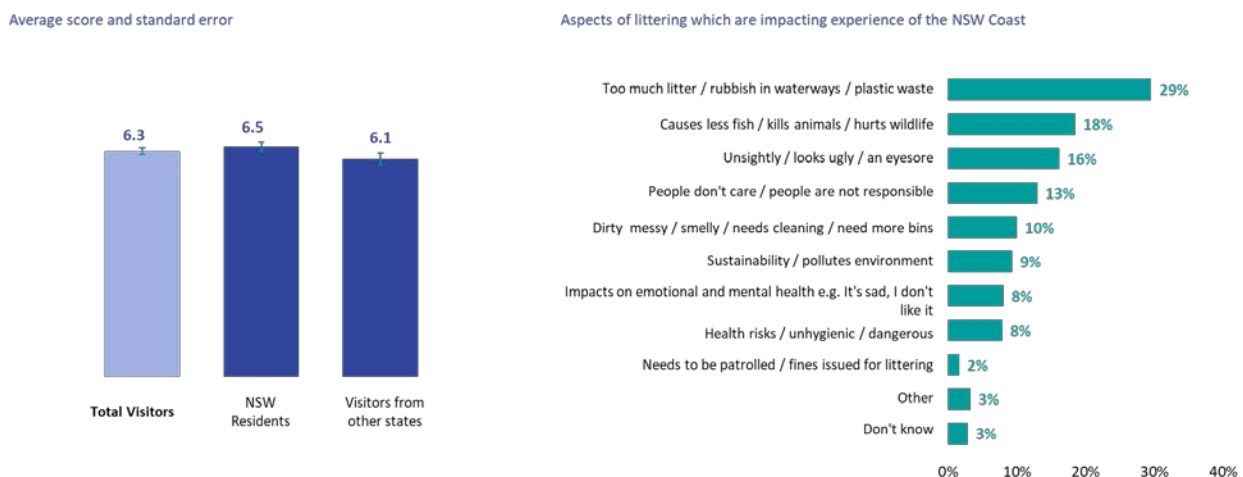 Average score and standard error
6.3
6.5
6.1
Total Visitors
NSW
Residents
Visitors from
other states
Aspects of littering which are impacting experience of the NSW Coast
Too much litter / rubbish in waterways / plastic waste
29%
Causes less fish / kills animals / hurts wildlife
18%
Unsightly / looks ugly / an eyesore
16%
People don't care / people are not responsible
13%
Dirty messy / smelly / needs cleaning / need more bins
10%
Sustainability / pollutes environment
9%
Impacts on emotional and mental health e.g. It's sad, I don't
like it
8%
Health risks / unhygienic / dangerous
8%
Needs to be patrolled / fines issued for littering
2%
Other
3%
Don't know
3%
0% 10% 20% 30% 40%